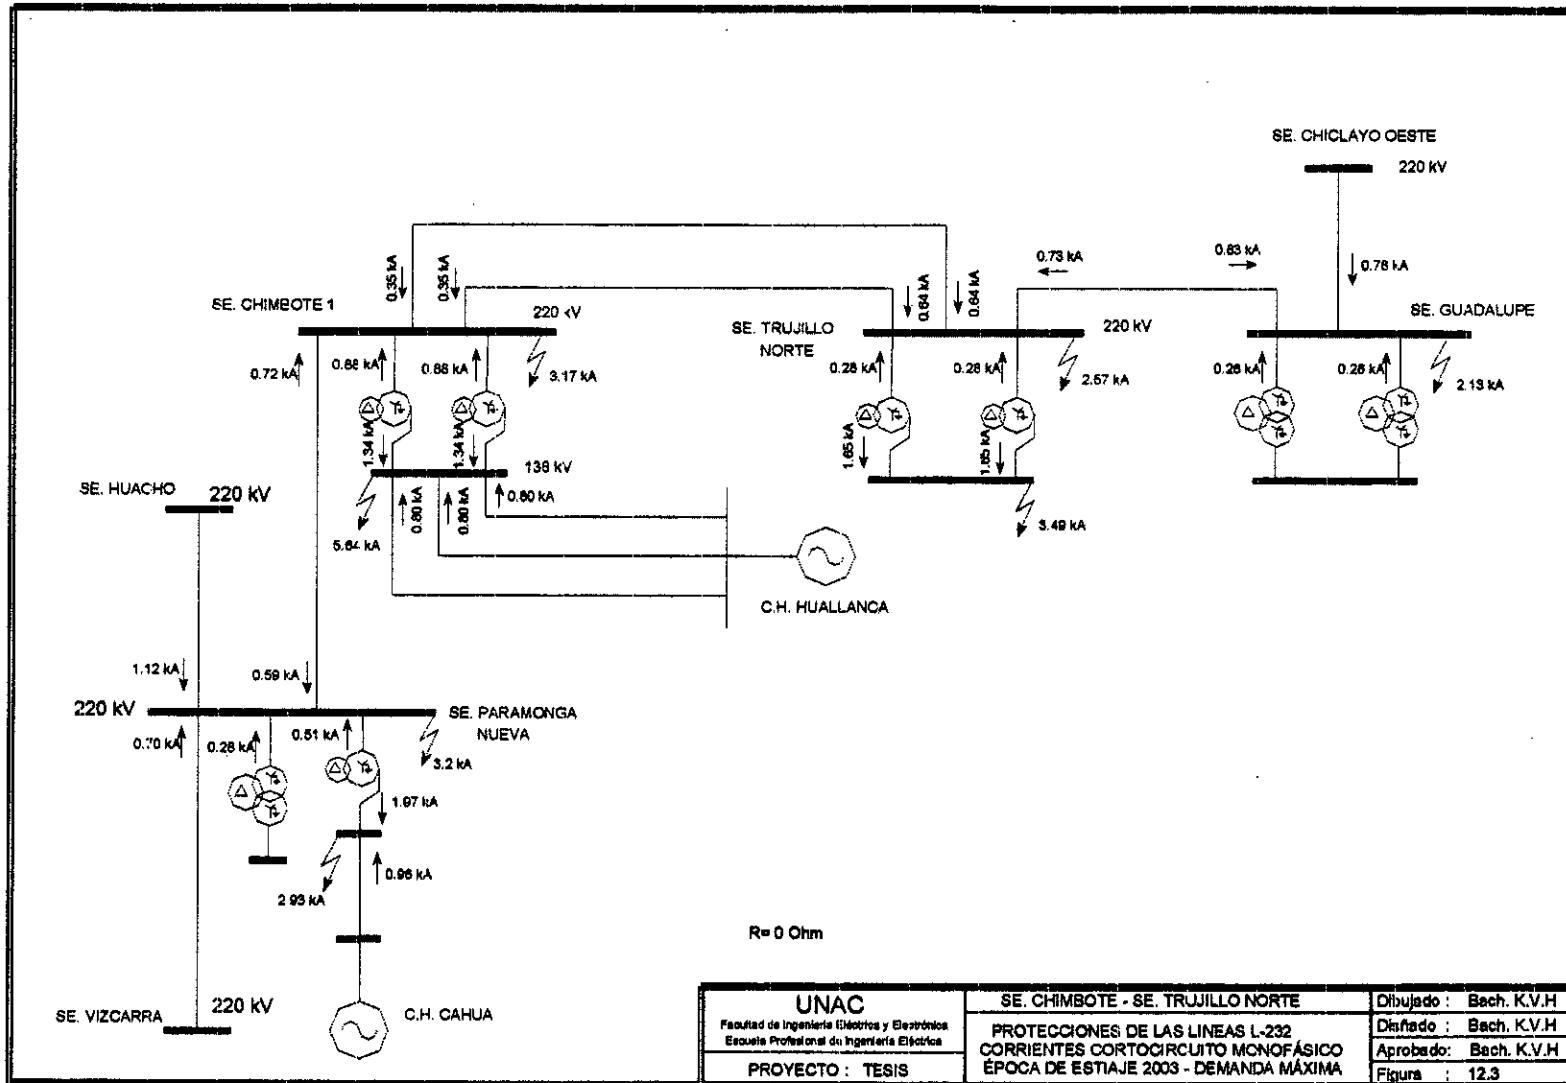 SE. CHICLAYO OESTE
220 kV
0.78 kA
0.73 kA
0.83 kA
0.35 kA
0.35 kA
0.64 kA
0.64 kA
SE. CHIMBOTE 1
220 kV
SE. TRUJILLO
NORTE
220 kV
SE. GUADALUPE
0.72 kA
0.88 kA
0.88 kA
3.17 kA
0.28 kA
0.28 kA
2.57 kA
0.26 kA
0.26 kA
2.13 kA
1.34 kA
1.34 kA
138 kV
1.65 kA
1.65 kA
SE. HUACHO
220 kV
0.80 kA
0.80 kA
0.80 kA
5.64 kA
3.49 kA
C.H. HUALLANCA
1.12 kA
0.59 kA
220 kV
SE. PARAMONGA
NUEVA
0.70 kA
0.28 kA
0.51 kA
3.2 kA
1.97 kA
0.96 kA
2.93 kA
R= 0 Ohm
SE. VIZCARRA
220 kV
C.H. CAHUA
UNAC
Facultad de Ingeniería Eléctrica y Electrónica
Escuela Profesional de Ingeniería Eléctrica
PROYECTO : TESIS
SE. CHIMBOTE - SE. TRUJILLO NORTE
PROTECCIONES DE LAS LINEAS L-232
CORRIENTES CORTOCIRCUITO MONOFÁSICO
ÉPOCA DE ESTIAJE 2003 - DEMANDA MÁXIMA
Dibujado : Bach. K.V.H
Diseñado : Bach. K.V.H
Aprobado: Bach. K.V.H
Figura : 12.3